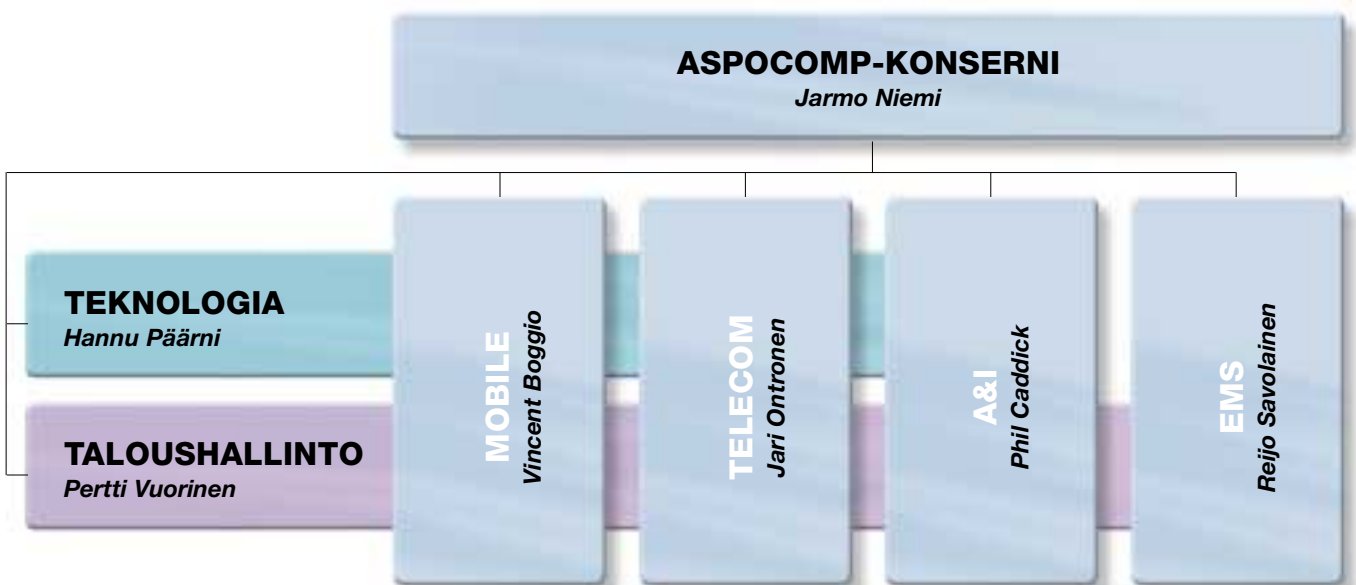 ASPOCOMP-KONSERNI
Jarmo Niemi
TEKNOLOGIA
Hannu Päärni
TALOUSHALLINTO
Pertti Vuorinen
MOBILE
Vincent Boggio
TELECOM
Jari Ontronen
A&I
Phil Caddick
EMS
Reijo Savolainen